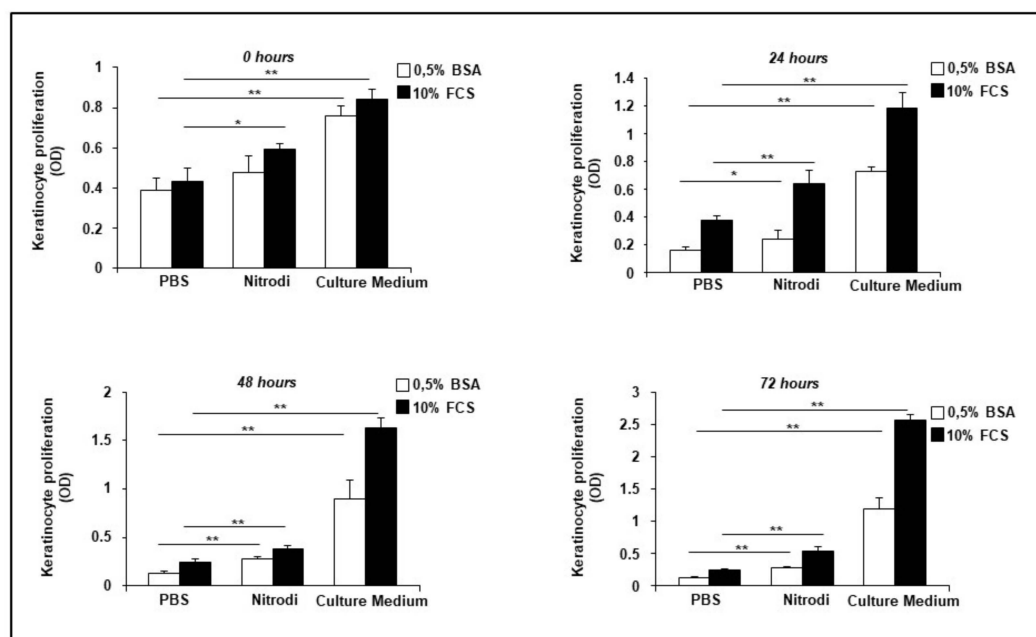 0 hours
0,5% BSA
10% FCS
Keratinocyte proliferation
(OD)
1
0.8
0.6
0.4
0.2
0
**
**
*
PBS Nitrodi Culture Medium
24 hours
0,5% BSA
10% FCS
Keratinocyte proliferation
(OD)
1.4
1.2
1
0.8
0.6
0.4
0.2
0
**
**
**
*
PBS Nitrodi Culture Medium
48 hours
0,5% BSA
10% FCS
Keratinocyte proliferation
(OD)
2
1.5
1
0.5
0
**
**
**
**
PBS Nitrodi Culture Medium
72 hours
0,5% BSA
10% FCS
Keratinocyte proliferation
(OD)
3
2.5
2
1.5
1
0.5
0
**
**
**
**
PBS Nitrodi Culture Medium